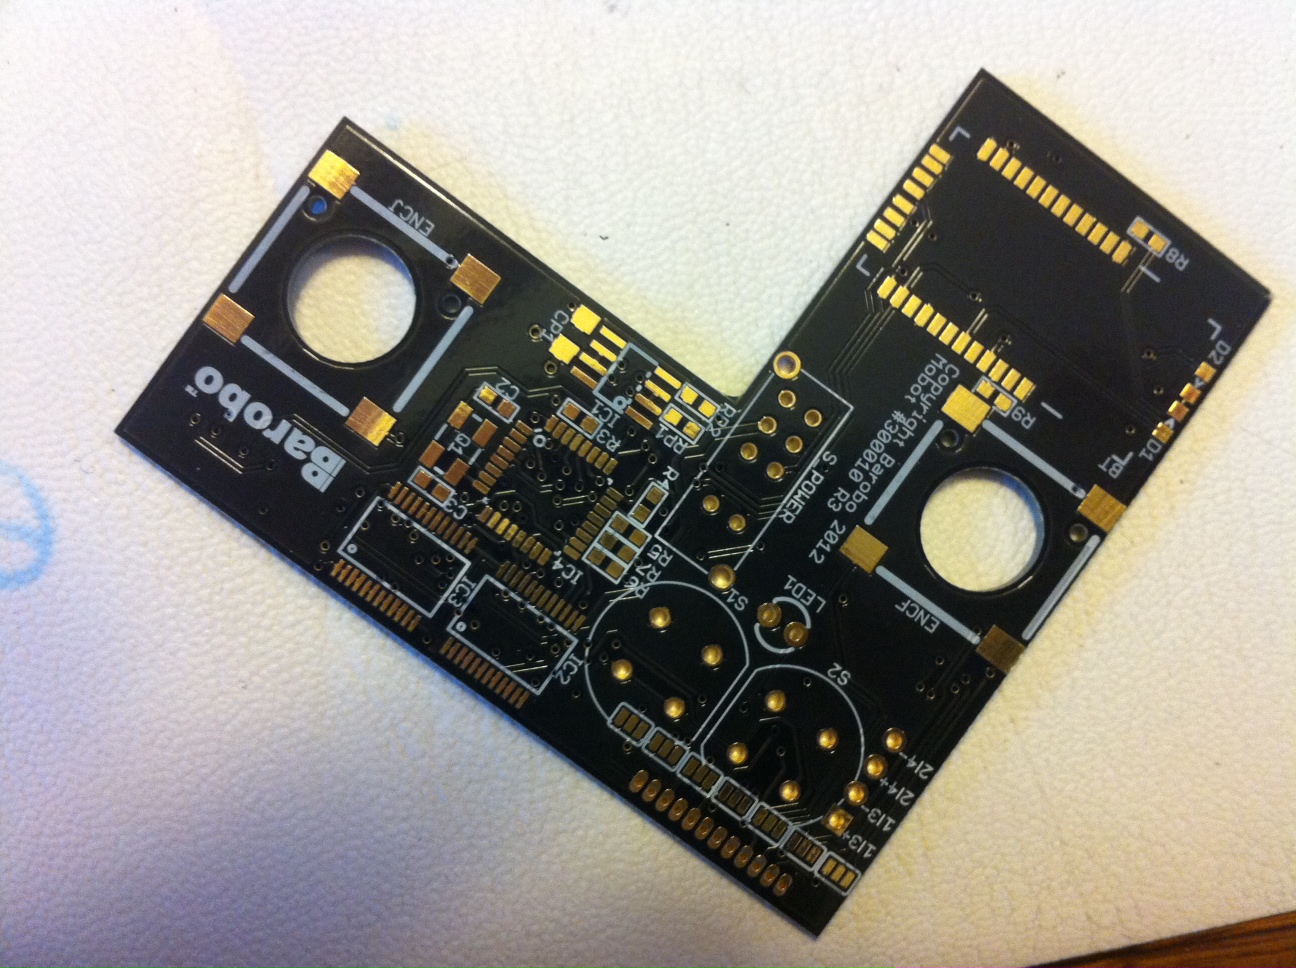 Barobo™
ENCJ
IC3
C3
Q1
C2
IC2
IC4
CP1
R3
IC1
R6
R7
R5
R4
RP1
RP2
S1
LED1
S_POWER
S2
1|3+
1|3-
2|4+
2|4-
ENCF
Copyright Barobo 2012
Mobot #300010 R3
R9
BT
D1
D2
R8